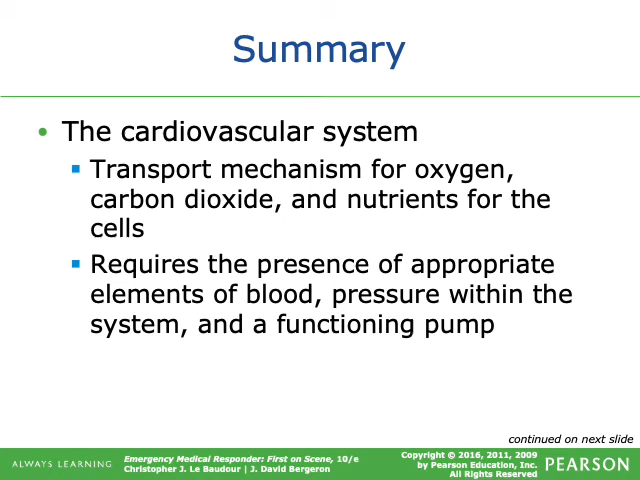 Summary
• The cardiovascular system
▪ Transport mechanism for oxygen,
carbon dioxide, and nutrients for the
cells
▪ Requires the presence of appropriate
elements of blood, pressure within the
system, and a functioning pump
continued on next slide
ALWAYS LEARNING
Emergency Medical Responder: First on Scene, 10/e
Christopher J. Le Baudour | J. David Bergeron
Copyright © 2016, 2011, 2009
by Pearson Education, Inc.
All Rights Reserved
PEARSON